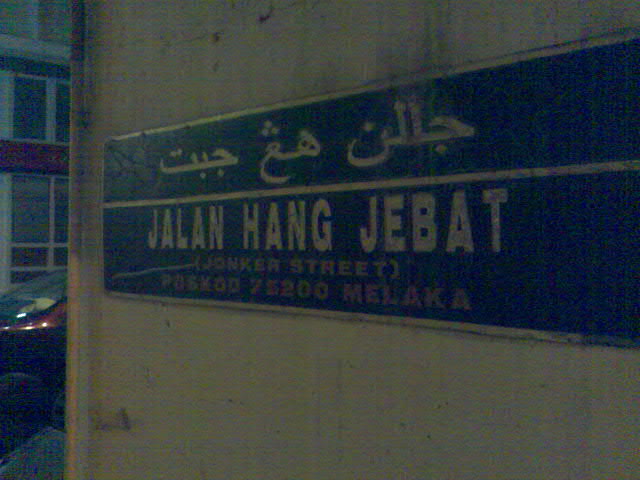 جالن هڠ جبت
JALAN HANG JEBAT
(JONKER STREET)
POSKOD 75200 MELAKA